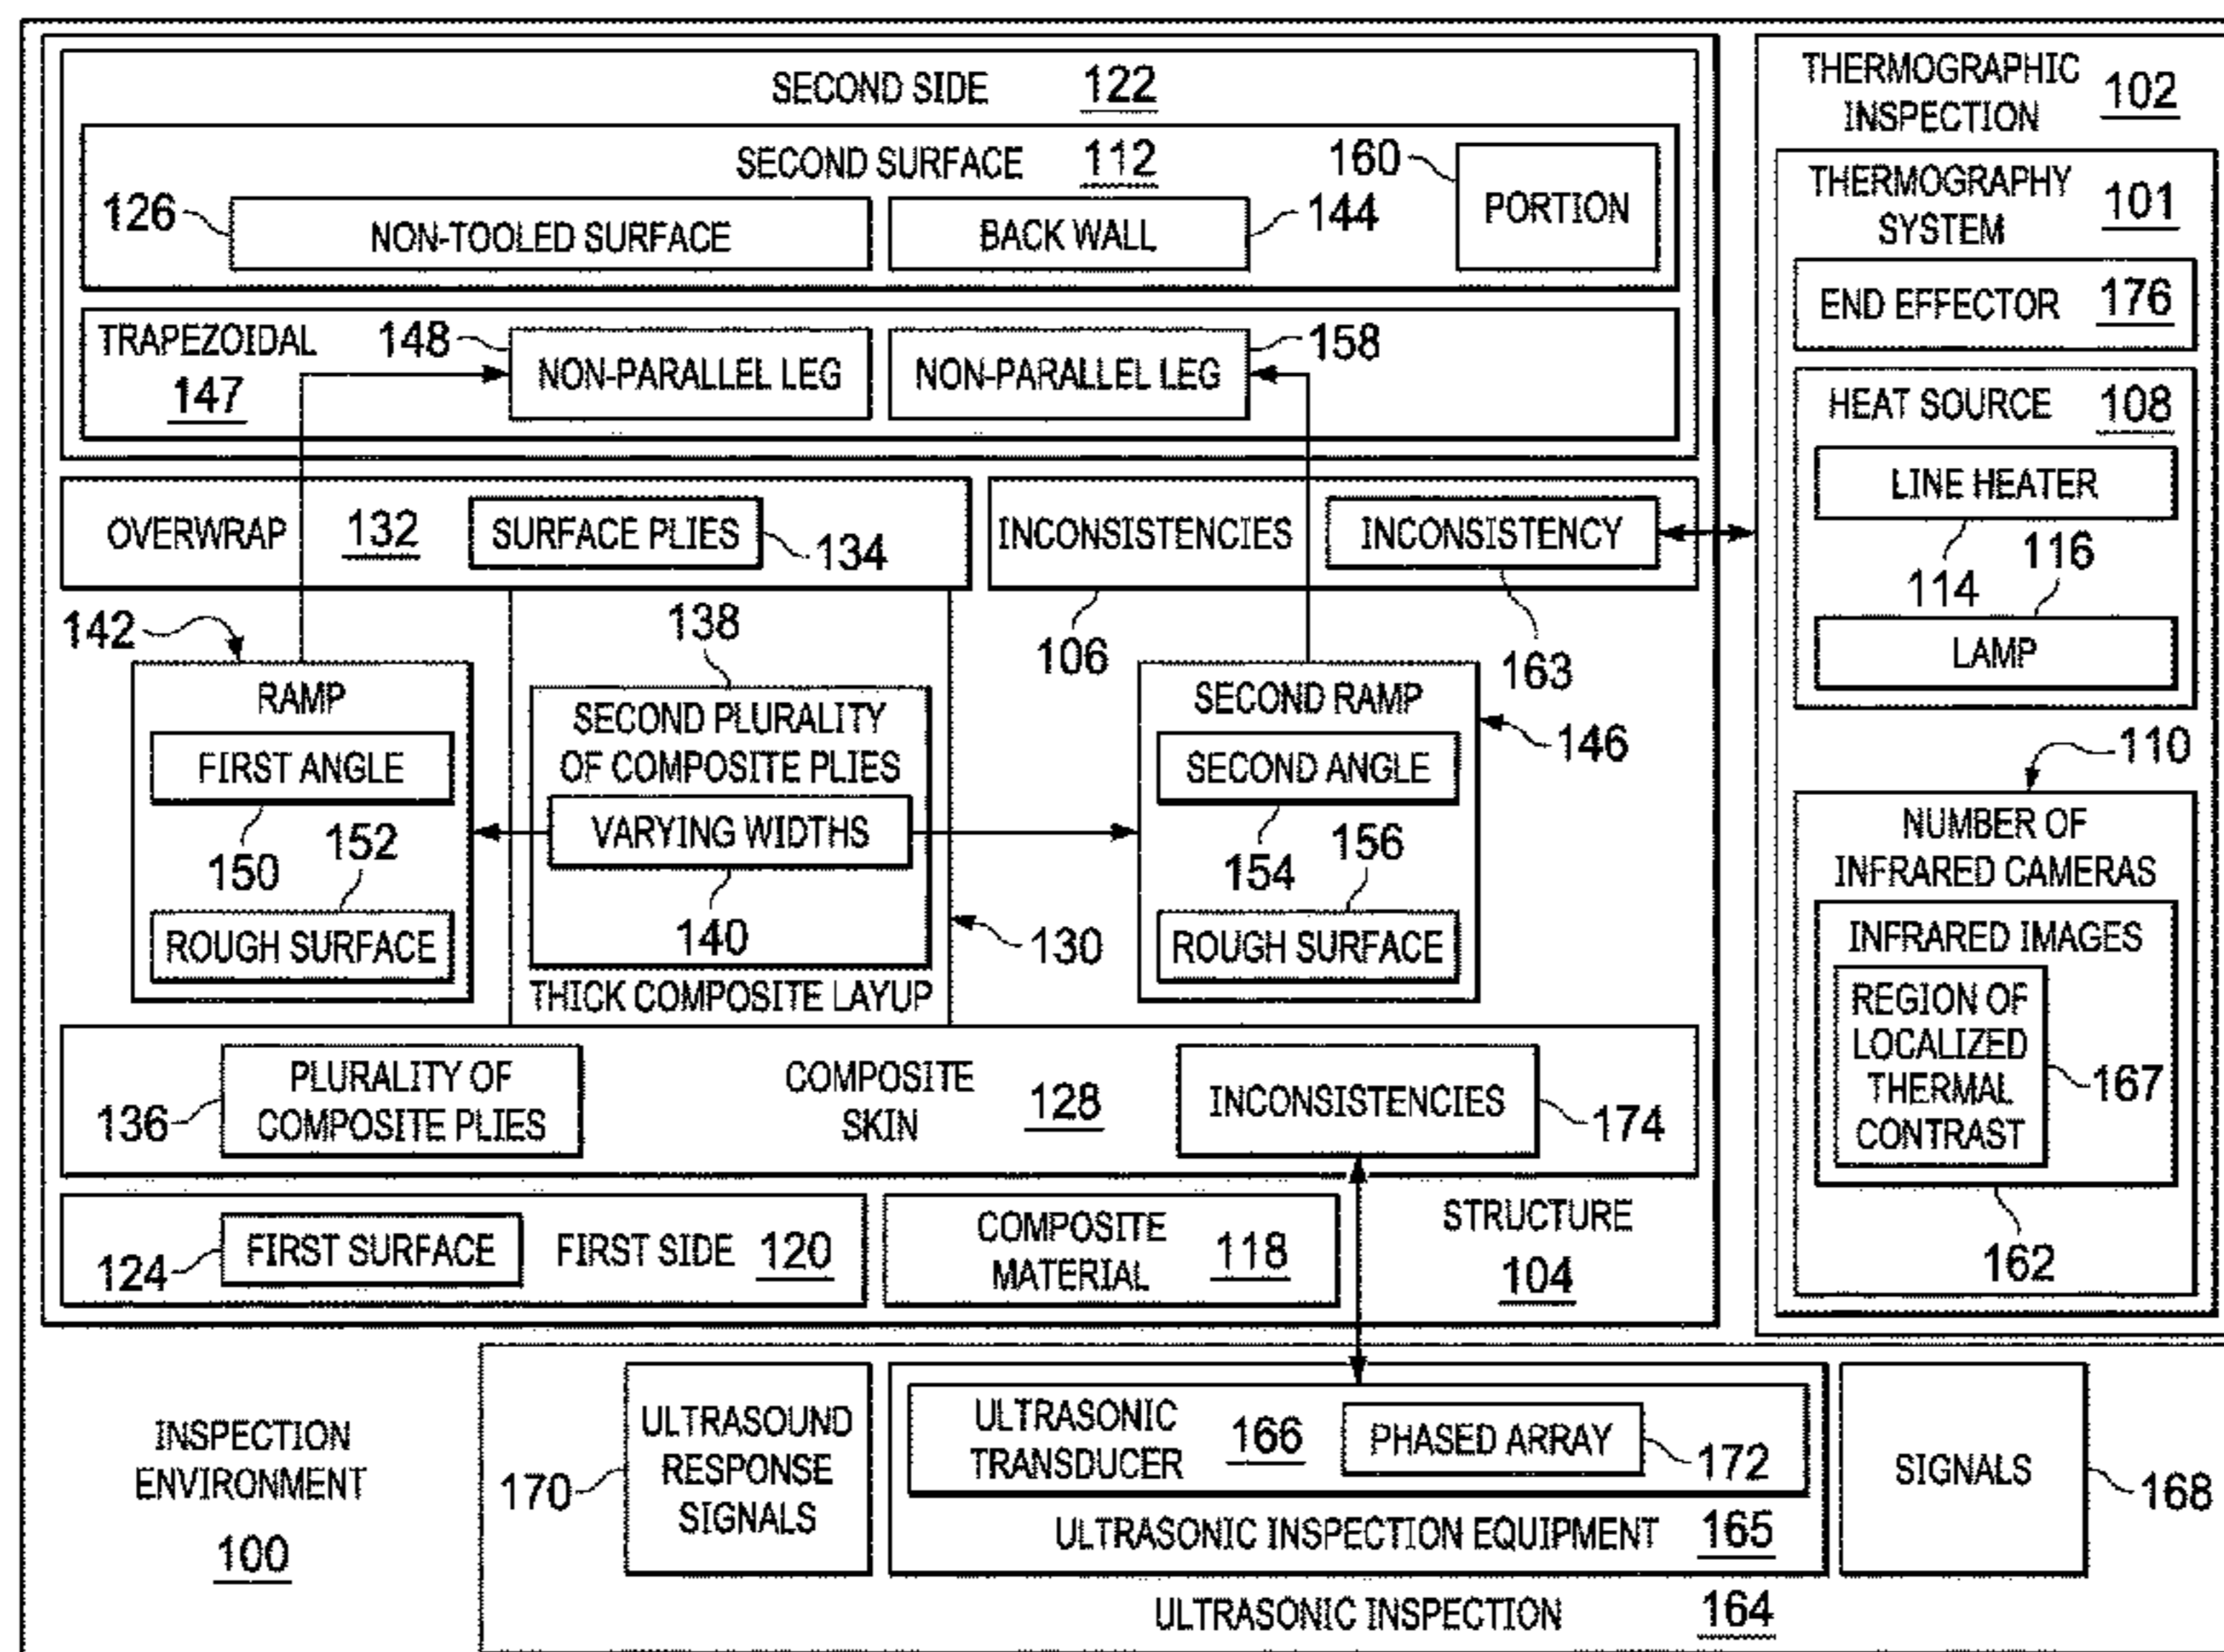 SECOND SIDE 122
SECOND SURFACE 112
160
PORTION
126
NON-TOOLED SURFACE
BACK WALL
144
TRAPEZOIDAL
147
148
NON-PARALLEL LEG
NON-PARALLEL LEG
158
OVERWRAP 132
SURFACE PLIES
134
INCONSISTENCIES
INCONSISTENCY
106
163
142
RAMP
FIRST ANGLE
150
152
ROUGH SURFACE
138
SECOND PLURALITY
OF COMPOSITE PLIES
VARYING WIDTHS
140
THICK COMPOSITE LAYUP
130
SECOND RAMP
146
SECOND ANGLE
154
156
ROUGH SURFACE
136
PLURALITY OF
COMPOSITE PLIES
COMPOSITE
SKIN
128
INCONSISTENCIES
174
124
FIRST SURFACE
FIRST SIDE 120
COMPOSITE
MATERIAL
118
STRUCTURE
104
THERMOGRAPHIC
INSPECTION
102
THERMOGRAPHY
SYSTEM
101
END EFFECTOR 176
HEAT SOURCE 108
LINE HEATER
114
116
LAMP
110
NUMBER OF
INFRARED CAMERAS
INFRARED IMAGES
REGION OF
LOCALIZED
THERMAL
CONTRAST
167
162
INSPECTION
ENVIRONMENT
100
170
ULTRASOUND
RESPONSE
SIGNALS
ULTRASONIC
TRANSDUCER
166
PHASED ARRAY
172
ULTRASONIC INSPECTION EQUIPMENT 165
SIGNALS
168
ULTRASONIC INSPECTION 164